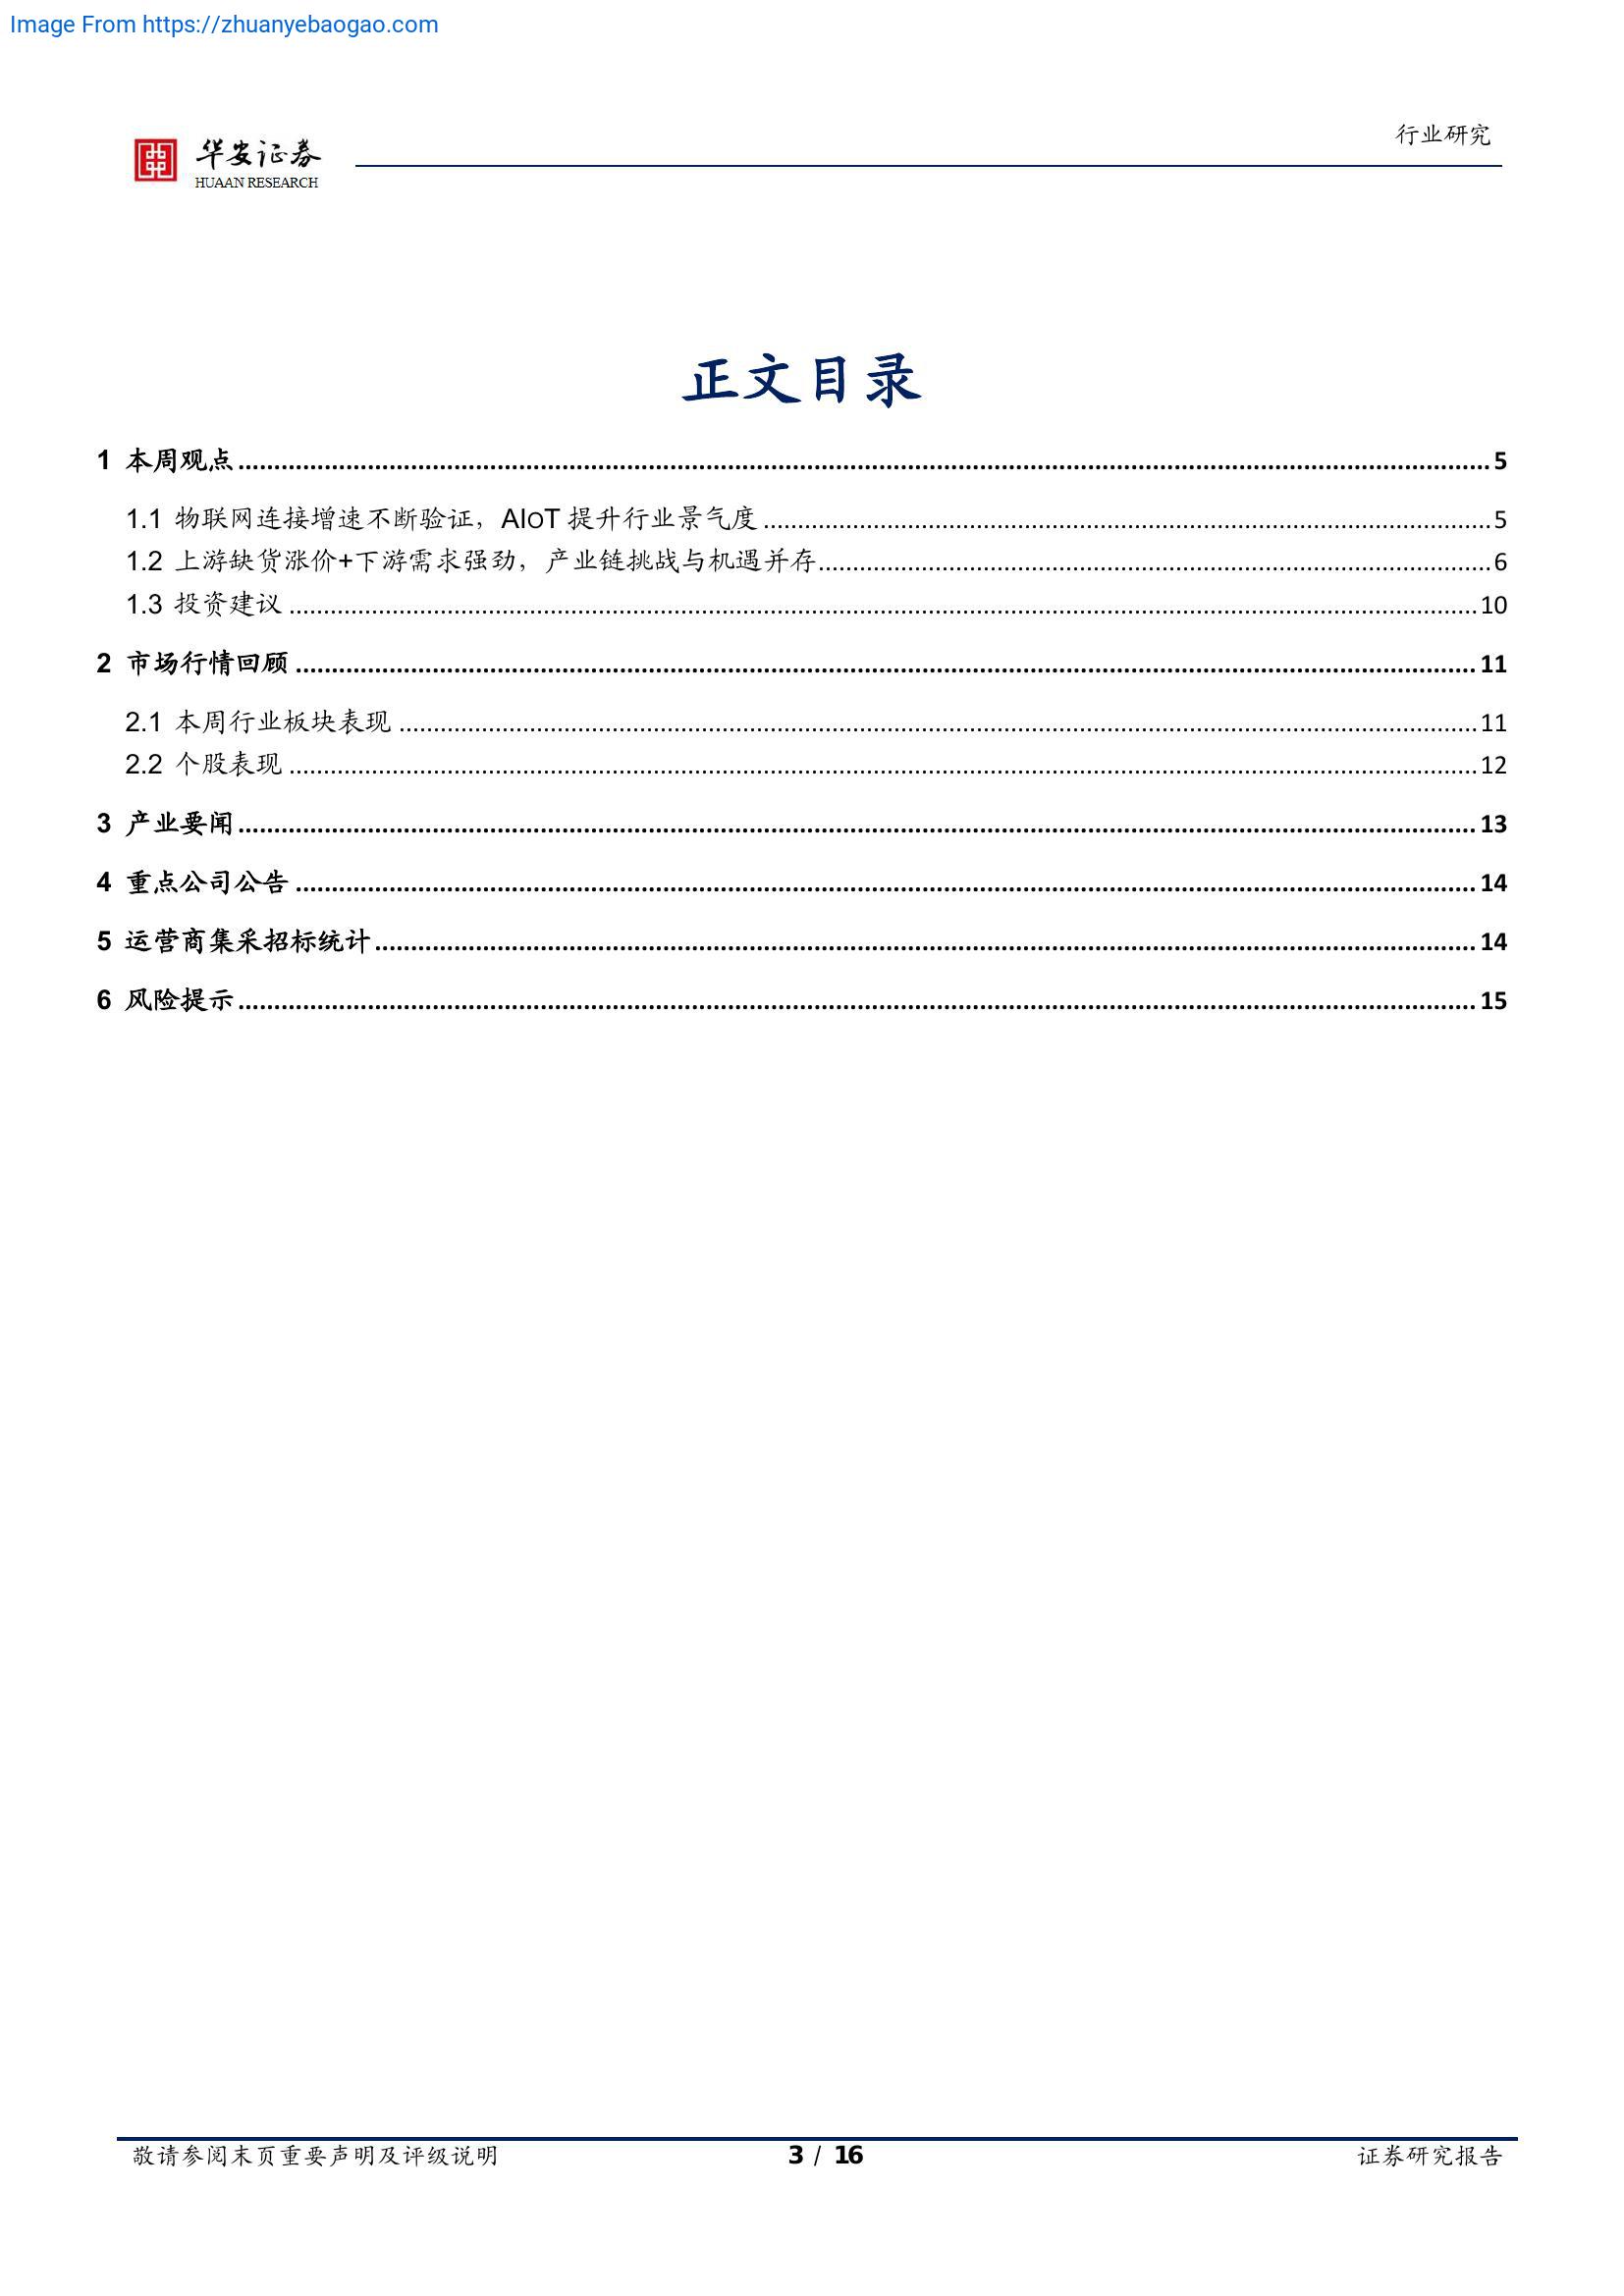 Image From https://zhuanyebaogao.com
行业研究
华安证券
HUAAN RESEARCH
正文目录
1 本周观点 5
1.1 物联网连接增速不断验证，AIOT 提升行业景气度 5
1.2 上游缺货涨价+下游需求强劲，产业链挑战与机遇并存 6
1.3 投资建议 10
2 市场行情回顾 11
2.1 本周行业板块表现 11
2.2 个股表现 12
3 产业要闻 13
4 重点公司公告 14
5 运营商集采招标统计 14
6 风险提示 15
敬请参阅末页重要声明及评级说明 3 / 16 证券研究报告